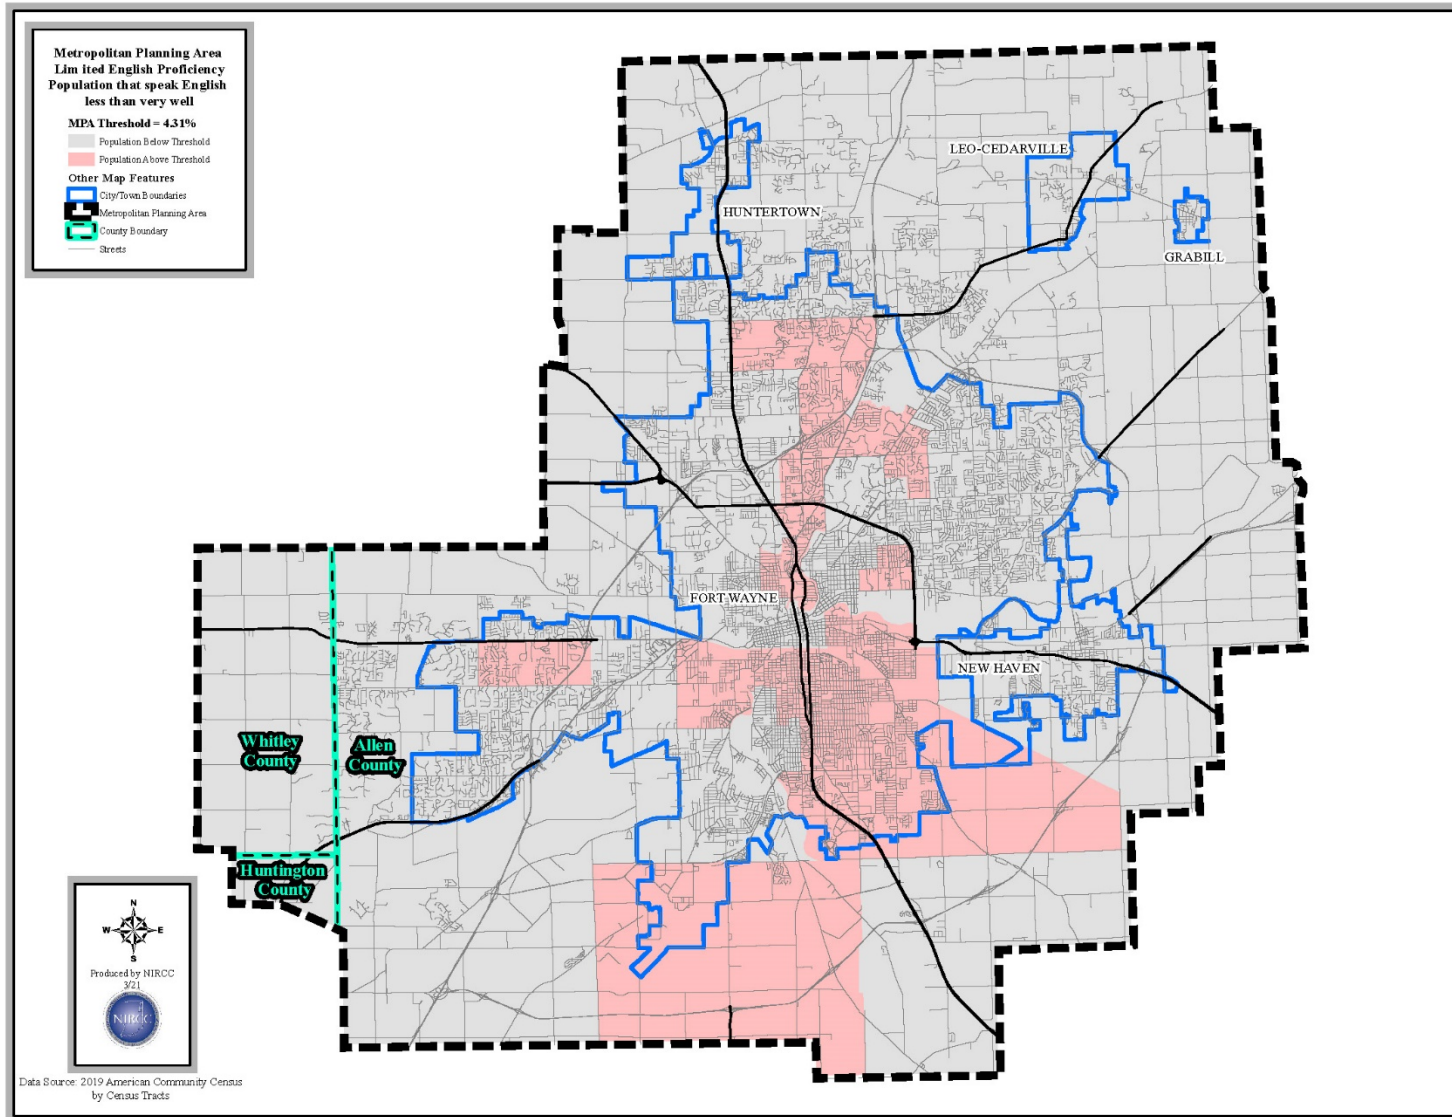 Metropolitan Planning Area
Lim ited English Proficiency
Population that speak English
less than very well
MPA Threshold = 4.31%
Population Below Threshold
Population Above Threshold
Other Map Features
City/Town Boundaries
Metropolitan Planning Area
County Boundary
Streets
LEO-CEDARVILLE
HUNTERTOWN
GRABILL
FORT WAYNE
NEW HAVEN
Whitley
County
Allen
County
Huntington
County
N
W
E
S
Produced by NIRCC
3/21
NIRCC
Data Source: 2019 American Community Census
by Census Tracts